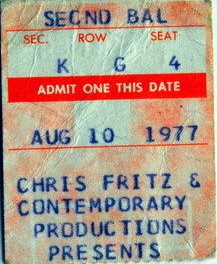 SECND BAL
SEC. ROW SEAT
K G 4
ADMIT ONE THIS DATE
AUG 10 1977
CHRIS FRITZ &
CONTEMPORARY
PRODUCTIONS
PRESENTS